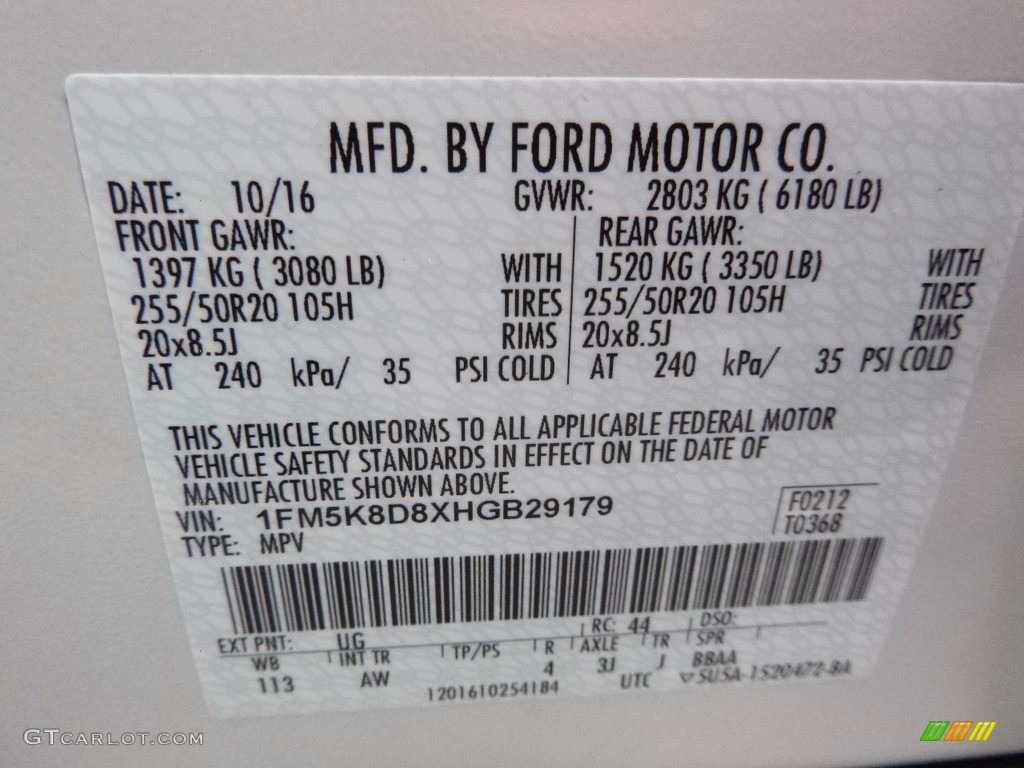 MFD. BY FORD MOTOR CO.
DATE: 10/16 GVWR: 2803 KG ( 6180 LB)
FRONT GAWR: REAR GAWR:
1397 KG ( 3080 LB) WITH 1520 KG ( 3350 LB) WITH
255/50R20 105H TIRES 255/50R20 105H TIRES
20x8.5J RIMS 20x8.5J RIMS
AT 240 kPa/ 35 PSI COLD AT 240 kPa/ 35 PSI COLD
THIS VEHICLE CONFORMS TO ALL APPLICABLE FEDERAL MOTOR
VEHICLE SAFETY STANDARDS IN EFFECT ON THE DATE OF
MANUFACTURE SHOWN ABOVE.
VIN: 1FM5K8D8XHGB29179 F0212
TYPE: MPV T0368
EXT PNT: UG RC: 44 DSO:
WB INT TR TP/PS R AXLE TR SPR
113 AW 4 3J J BBAA
1201610254184 UTC ▽SUSA-1520472-BA
GTCARLOT.COM